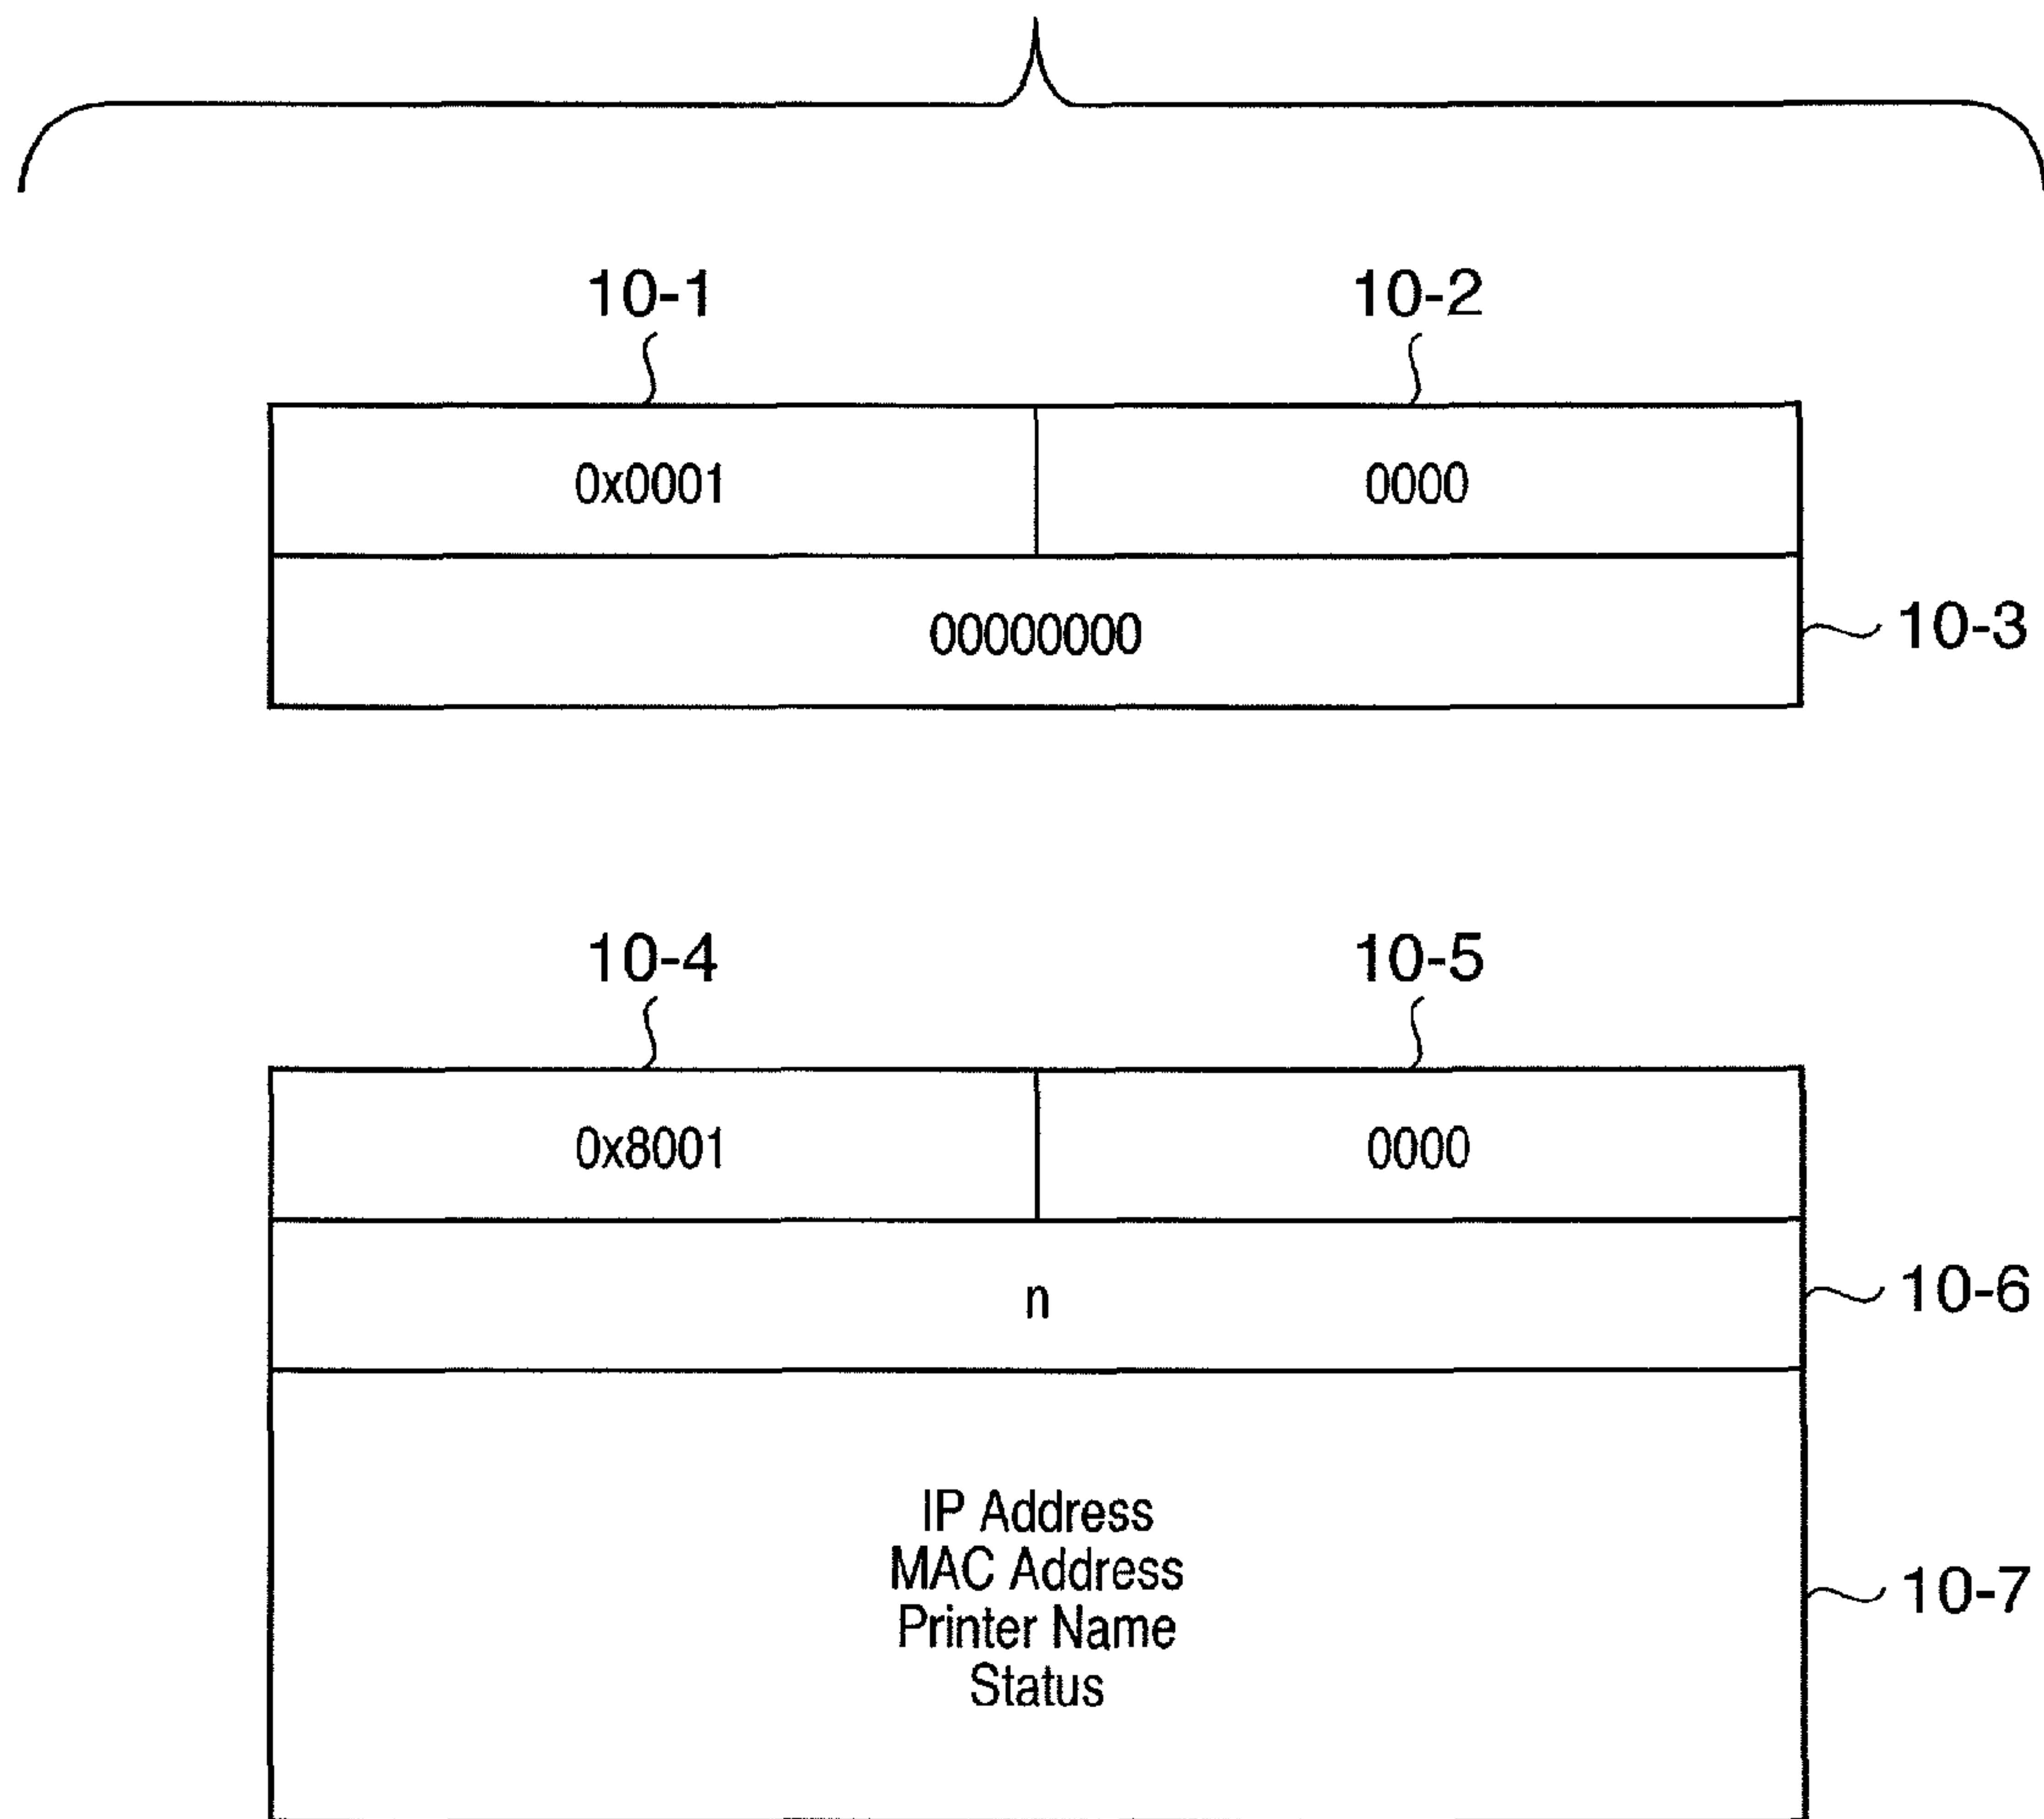 10-1 10-2
0x0001 0000
00000000 10-3
10-4 10-5
0x8001 0000
n 10-6
IP Address
MAC Address
Printer Name 10-7
Status